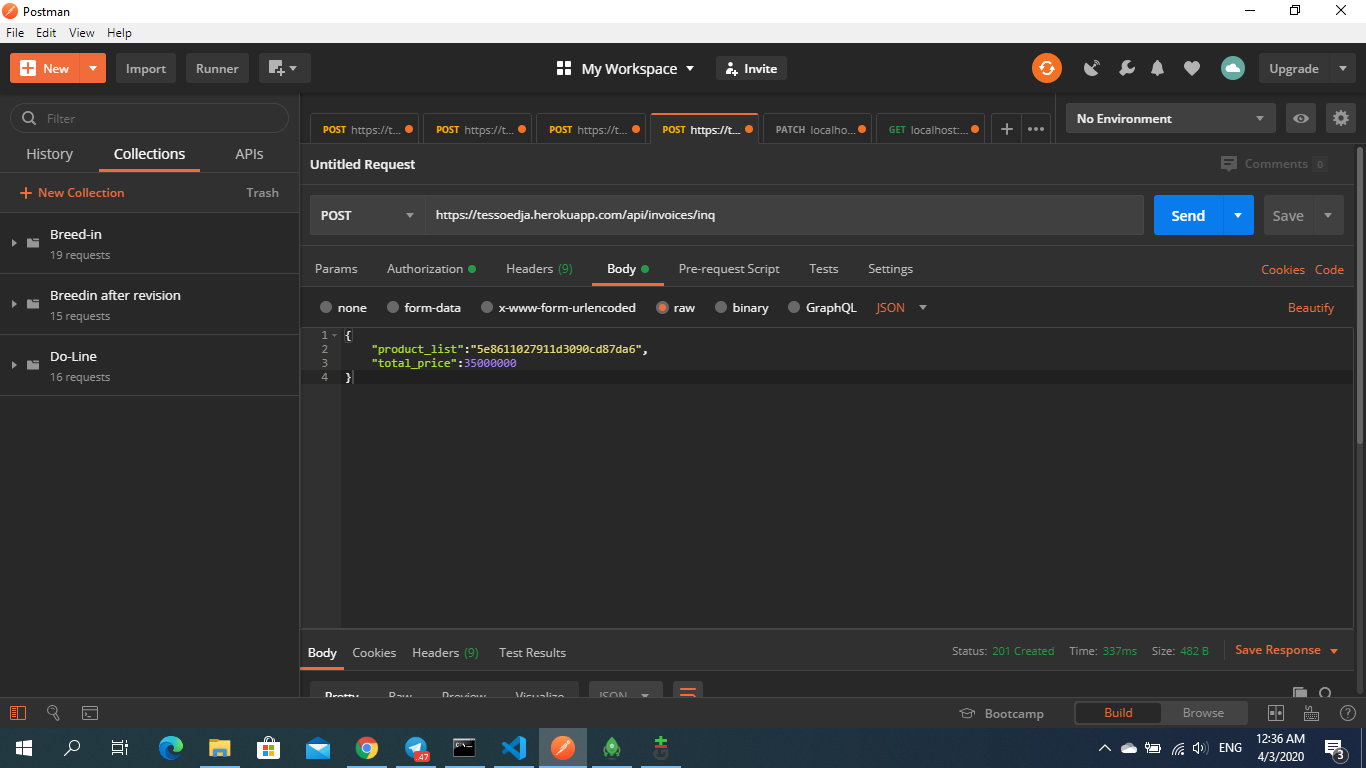 Postman
File Edit View Help
New Import Runner My Workspace Invite Upgrade
Filter
History Collections APIs
New Collection Trash
Breed-in
19 requests
Breedin after revision
15 requests
Do-Line
16 requests
POST https://t... POST https://t... POST https://t... POST https://t... PATCH localho... GET localhost:... No Environment
Untitled Request Comments 0
POST https://tessoedja.herokuapp.com/api/invoices/inq Send Save
Params Authorization Headers (9) Body Pre-request Script Tests Settings Cookies Code
none form-data x-www-form-urlencoded raw binary GraphQL JSON Beautify
1 {
2 "product_list":"5e8611027911d3090cd87da6",
3 "total_price":35000000
4 }
Body Cookies Headers (9) Test Results Status: 201 Created Time: 337ms Size: 482 B Save Response
Pretty Raw Preview Visualize JSON
Bootcamp Build Browse
.47 ENG 12:36 AM
4/3/2020 3